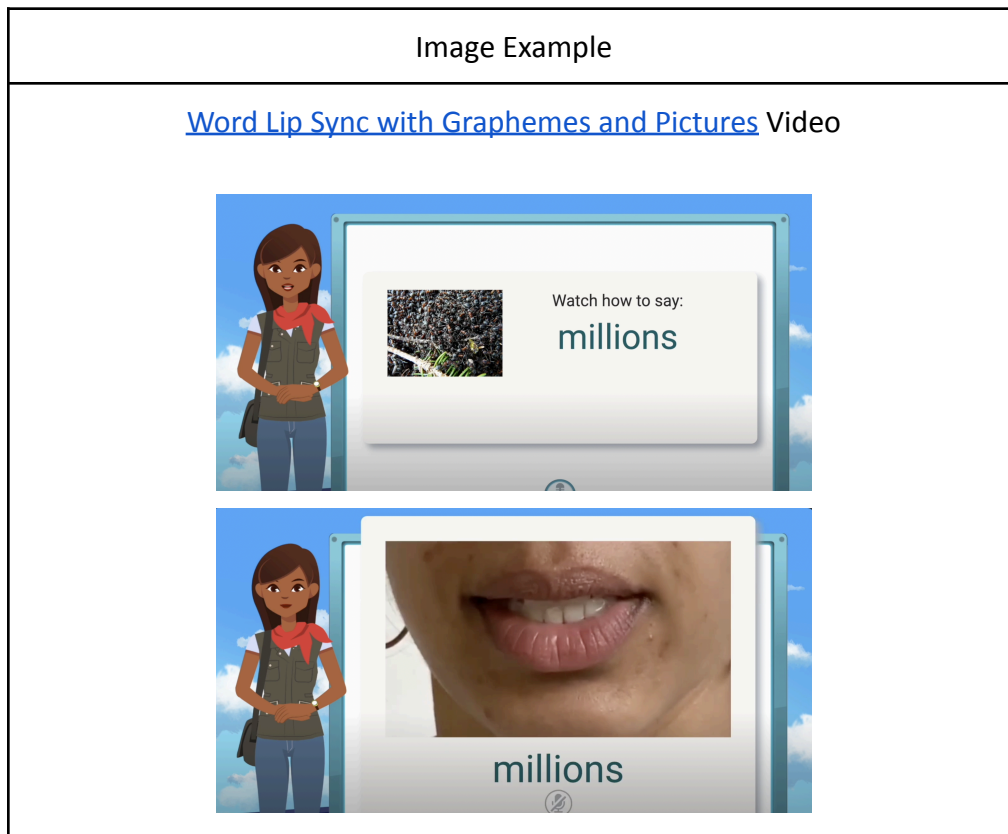 Image Example
Word Lip Sync with Graphemes and Pictures Video
Watch how to say:
millions
millions